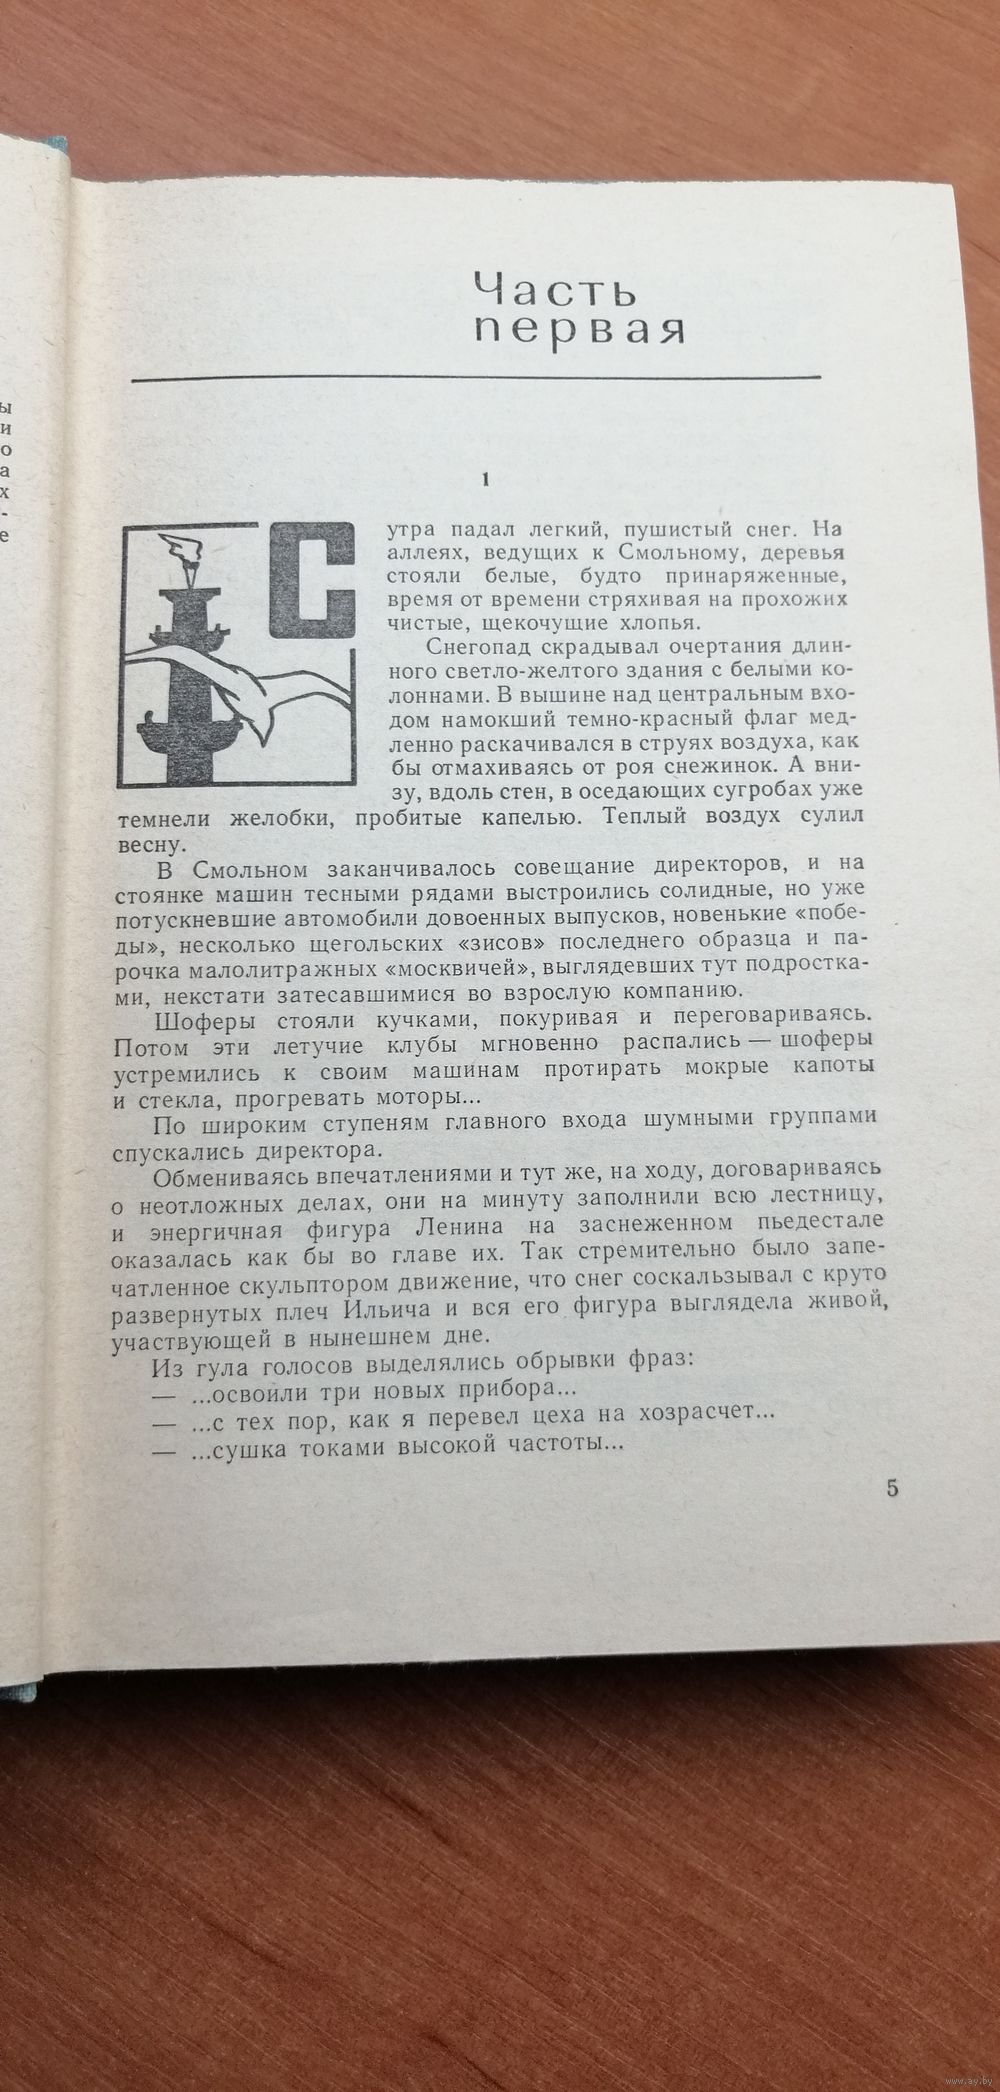 ы
и
о
а
х
-
е
Часть
первая
1
С
утра падал легкий, пушистый снег. На
аллеях, ведущих к Смольному, деревья
стояли белые, будто принаряженные,
время от времени стряхивая на прохожих
чистые, щекочущие хлопья.
Снегопад скрадывал очертания длин-
ного светло-желтого здания с белыми ко-
лоннами. В вышине над центральным вхо-
дом намокший темно-красный флаг мед-
ленно раскачивался в струях воздуха, как
бы отмахиваясь от роя снежинок. А вни-
зу, вдоль стен, в оседающих сугробах уже
темнели желобки, пробитые капелью. Теплый воздух сулил
весну.
В Смольном заканчивалось совещание директоров, и на
стоянке машин тесными рядами выстроились солидные, но уже
потускневшие автомобили довоенных выпусков, новенькие «побе-
ды», несколько щегольских «зисов» последнего образца и па-
рочка малолитражных «москвичей», выглядевших тут подростка-
ми, некстати затесавшимися во взрослую компанию.
Шоферы стояли кучками, покуривая и переговариваясь.
Потом эти летучие клубы мгновенно распались — шоферы
устремились к своим машинам протирать мокрые капоты
и стекла, прогревать моторы...
По широким ступеням главного входа шумными группами
спускались директора.
Обмениваясь впечатлениями и тут же, на ходу, договариваясь
о неотложных делах, они на минуту заполнили всю лестницу,
и энергичная фигура Ленина на заснеженном пьедестале
оказалась как бы во главе их. Так стремительно было запе-
чатленное скульптором движение, что снег соскальзывал с круто
развернутых плеч Ильича и вся его фигура выглядела живой,
участвующей в нынешнем дне.
Из гула голосов выделялись обрывки фраз:
— ...освоили три новых прибора...
— ...с тех пор, как я перевел цеха на хозрасчет...
— ...сушка токами высокой частоты...
5
www.ay.by